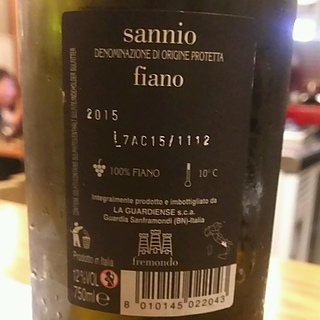 sannio
DENOMINAZIONE DI ORIGINE PROTETTA
fiano
2015
L7AC15/1112
100% FIANO
10°C
Integralmente prodotto e imbottigliato da
LA GUARDIENSE s.c.a.
Guardia Sanframondi (BN)-Italia
fremondo
Prodotto in Italia
12%VOL
750ml e
8 010145 022043